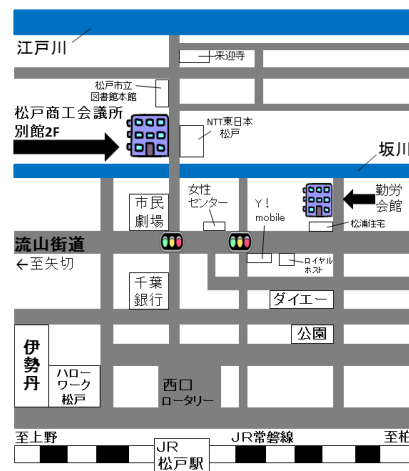 江戸川
来迎寺
松戸市立
図書館本館
松戸商工会議所
別館2F
NTT東日本
松戸
坂川
市民
劇場
女性
センター
Y!
mobile
勤労
会館
松浦住宅
流山街道
←至矢切
ロイヤル
ホスト
千葉
銀行
ダイエー
公園
伊勢丹
ハロー
ワーク
松戸
西口
ロータリー
至上野
JR常磐線
至柏
JR
松戸駅